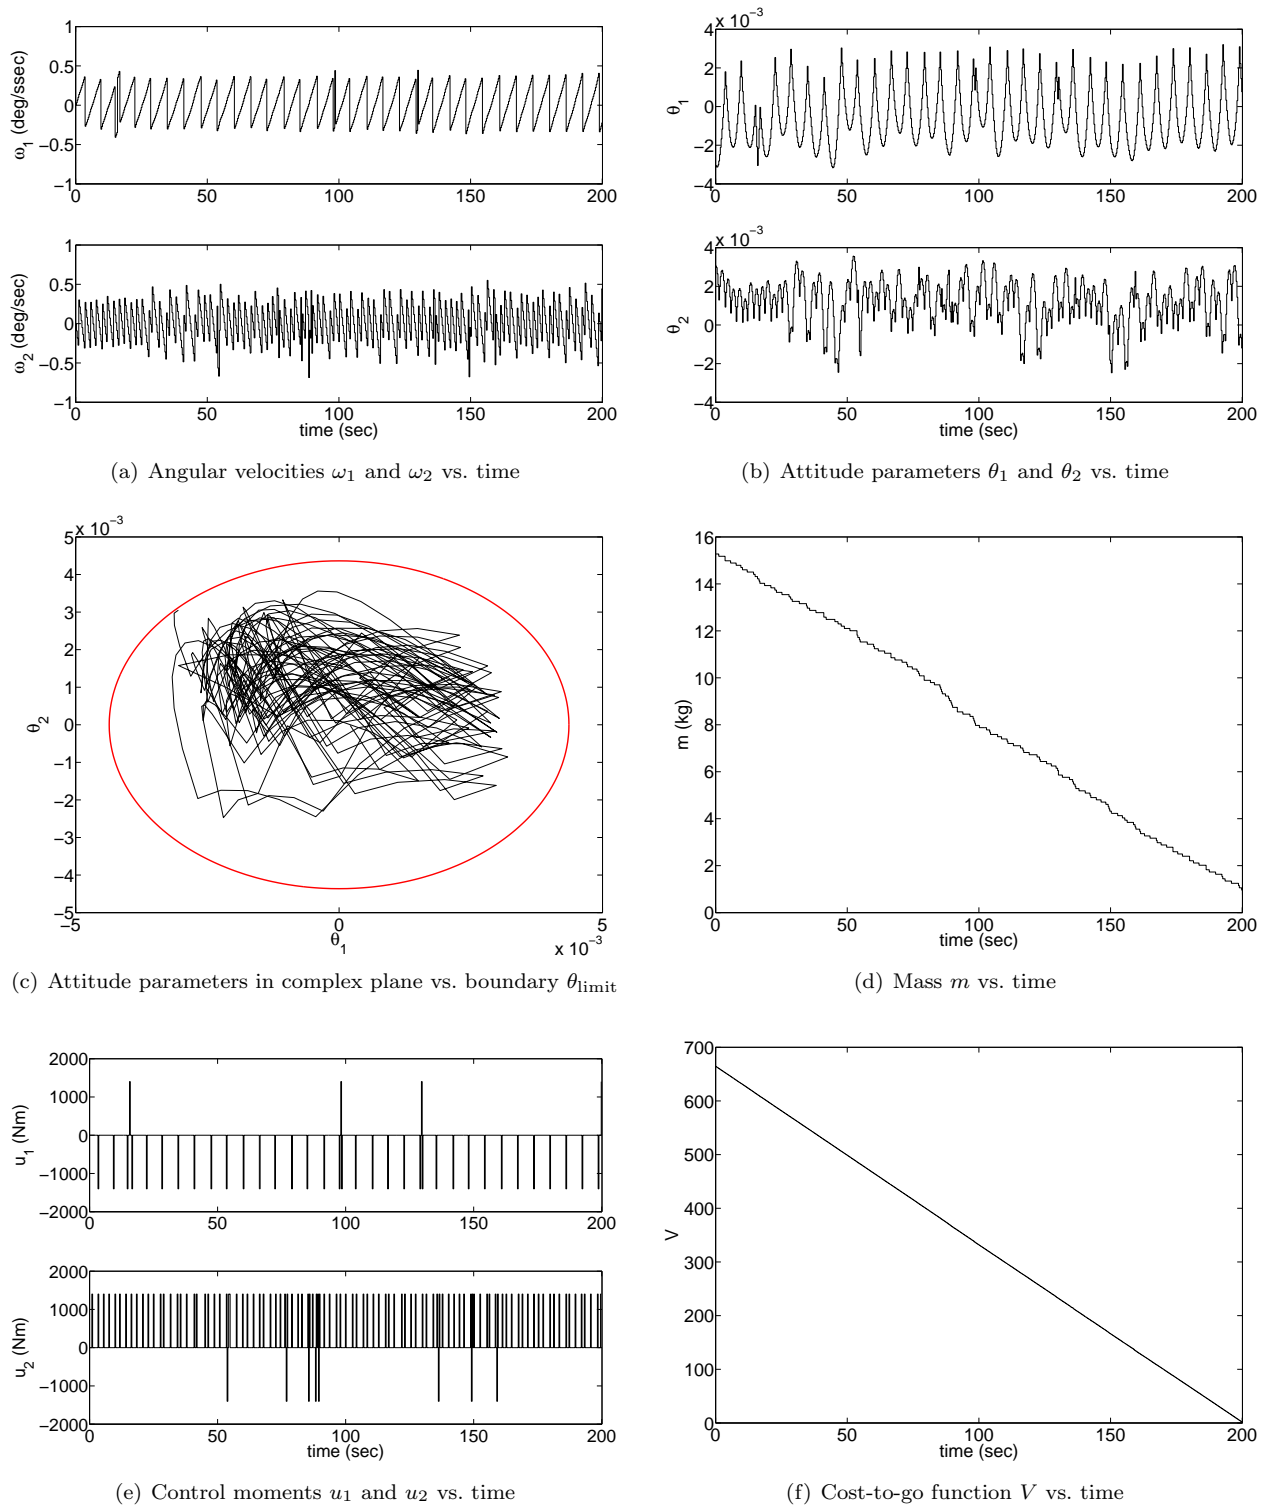 1
0.5
0
−0.5
−1
ω1 (deg/ssec)
0 50 100 150 200
1
0.5
0
−0.5
−1
ω2 (deg/sec)
0 50 100 150 200
time (sec)
(a) Angular velocities ω1 and ω2 vs. time
x 10−3
4
2
0
−2
−4
θ1
0 50 100 150 200
x 10−3
4
2
0
−2
−4
θ2
0 50 100 150 200
time (sec)
(b) Attitude parameters θ1 and θ2 vs. time
x 10−3
5
4
3
2
1
0
−1
−2
−3
−4
−5
θ2
−5 0 5
θ1
x 10−3
(c) Attitude parameters in complex plane vs. boundary θlimit
16
14
12
10
8
6
4
2
0
m (kg)
0 50 100 150 200
time (sec)
(d) Mass m vs. time
2000
1000
0
−1000
−2000
u1 (Nm)
0 50 100 150 200
2000
1000
0
−1000
−2000
u2 (Nm)
0 50 100 150 200
time (sec)
(e) Control moments u1 and u2 vs. time
700
600
500
400
300
200
100
0
V
0 50 100 150 200
time (sec)
(f) Cost-to-go function V vs. time